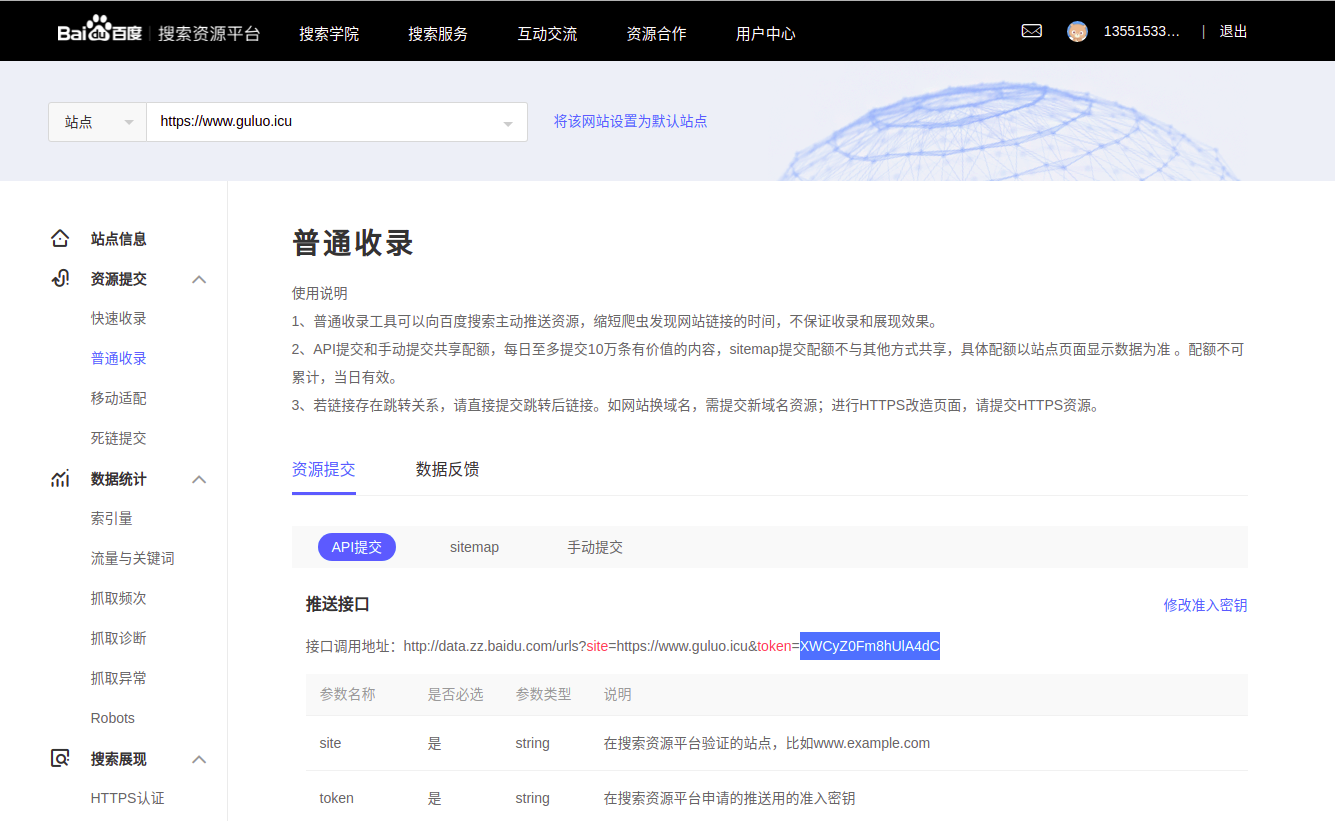 Bai百度 搜索资源平台 搜索学院 搜索服务 互动交流 资源合作 用户中心 13551533... | 退出
站点 https://www.guluo.icu 将该网站设置为默认站点
站点信息
资源提交
快速收录
普通收录
移动适配
死链提交
数据统计
索引量
流量与关键词
抓取频次
抓取诊断
抓取异常
Robots
搜索展现
HTTPS认证
普通收录
使用说明
1、普通收录工具可以向百度搜索主动推送资源，缩短爬虫发现网站链接的时间，不保证收录和展现效果。
2、API提交和手动提交共享配额，每日至多提交10万条有价值的内容，sitemap提交配额不与其他方式共享，具体配额以站点页面显示数据为准 。配额不可
累计，当日有效。
3、若链接存在跳转关系，请直接提交跳转后链接。如网站换域名，需提交新域名资源；进行HTTPS改造页面，请提交HTTPS资源。
资源提交 数据反馈
API提交 sitemap 手动提交
推送接口 修改准入密钥
接口调用地址：http://data.zz.baidu.com/urls?site=https://www.guluo.icu&token=XWCyZ0Fm8hUlA4dC
参数名称 是否必选 参数类型 说明
site 是 string 在搜索资源平台验证的站点，比如www.example.com
token 是 string 在搜索资源平台申请的推送用的准入密钥